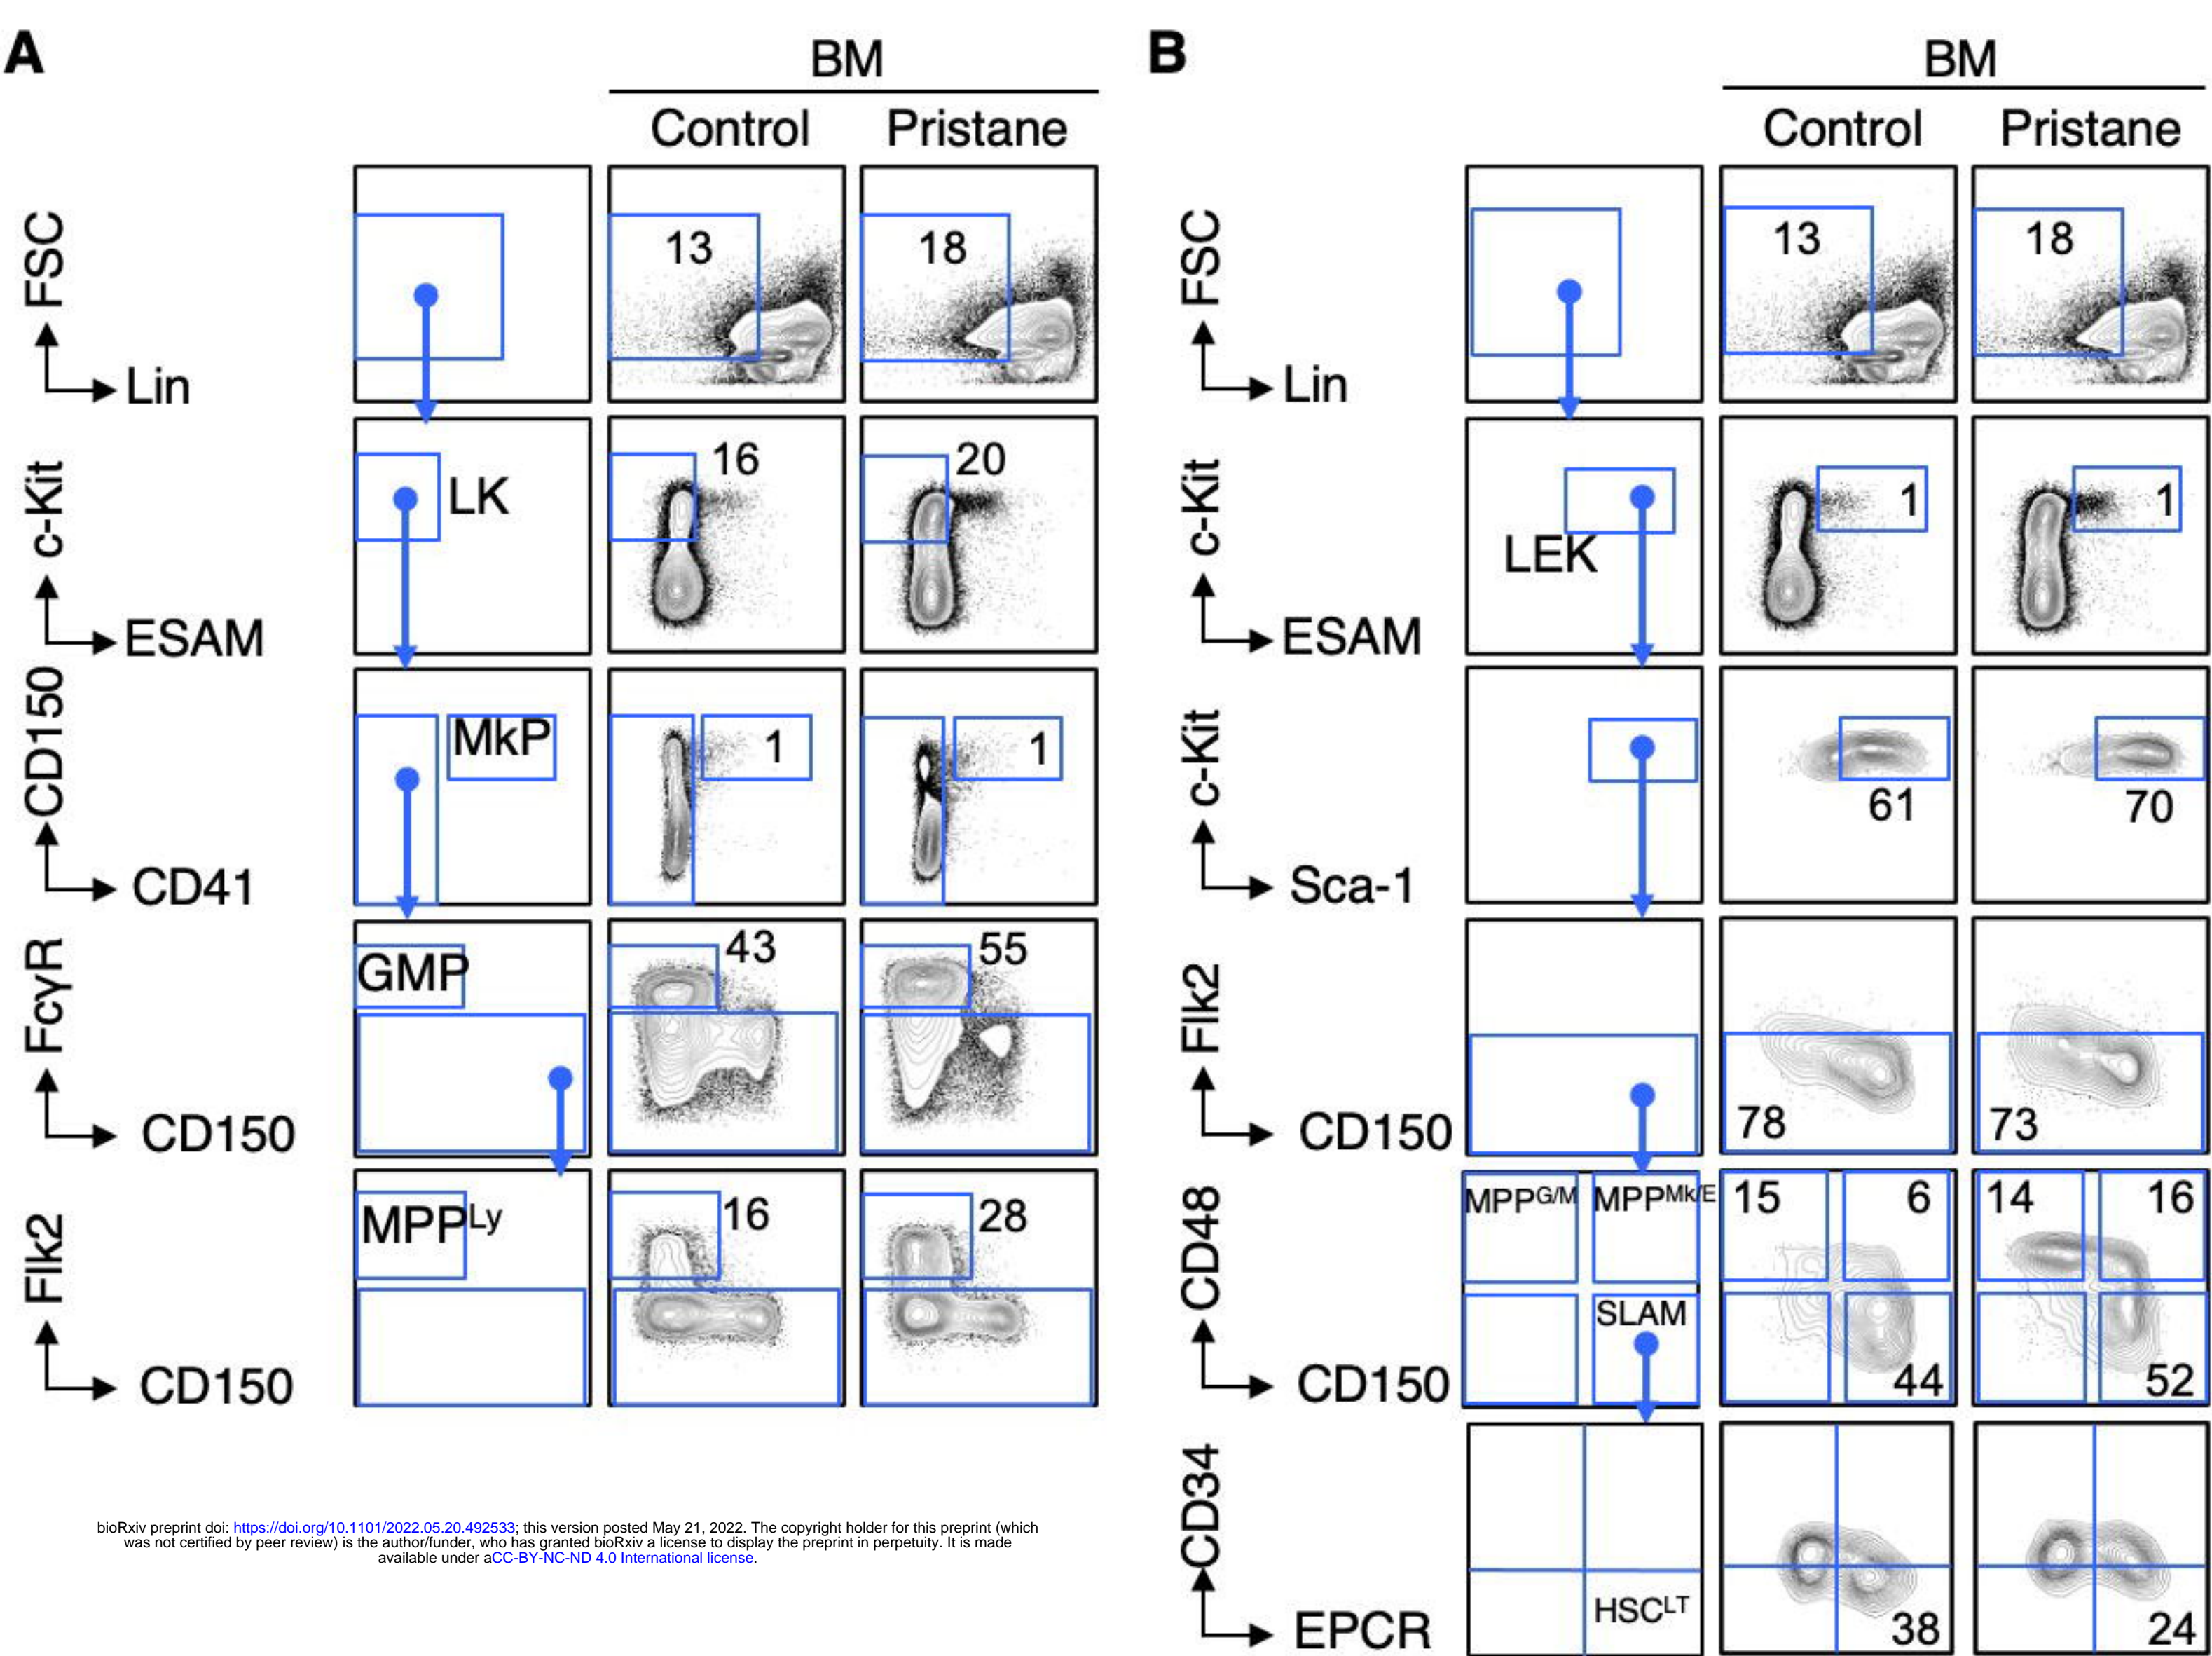 A
BM
Control Pristane
FSC
Lin
13 18
c-Kit
ESAM
LK
16 20
CD150
CD41
MkP
1 1
FcγR
CD150
GMP
43 55
Flk2
CD150
MPPLy
16 28
bioRxiv preprint doi: https://doi.org/10.1101/2022.05.20.492533; this version posted May 21, 2022. The copyright holder for this preprint (which
was not certified by peer review) is the author/funder, who has granted bioRxiv a license to display the preprint in perpetuity. It is made
available under aCC-BY-NC-ND 4.0 International license.
B
BM
Control Pristane
FSC
Lin
13 18
c-Kit
ESAM
LEK
1 1
c-Kit
Sca-1
61 70
Flk2
CD150
78 73
CD48
CD150
MPPG/M MPPMk/E
SLAM
15 6 14 16
44 52
CD34
EPCR
HSCLT
38 24